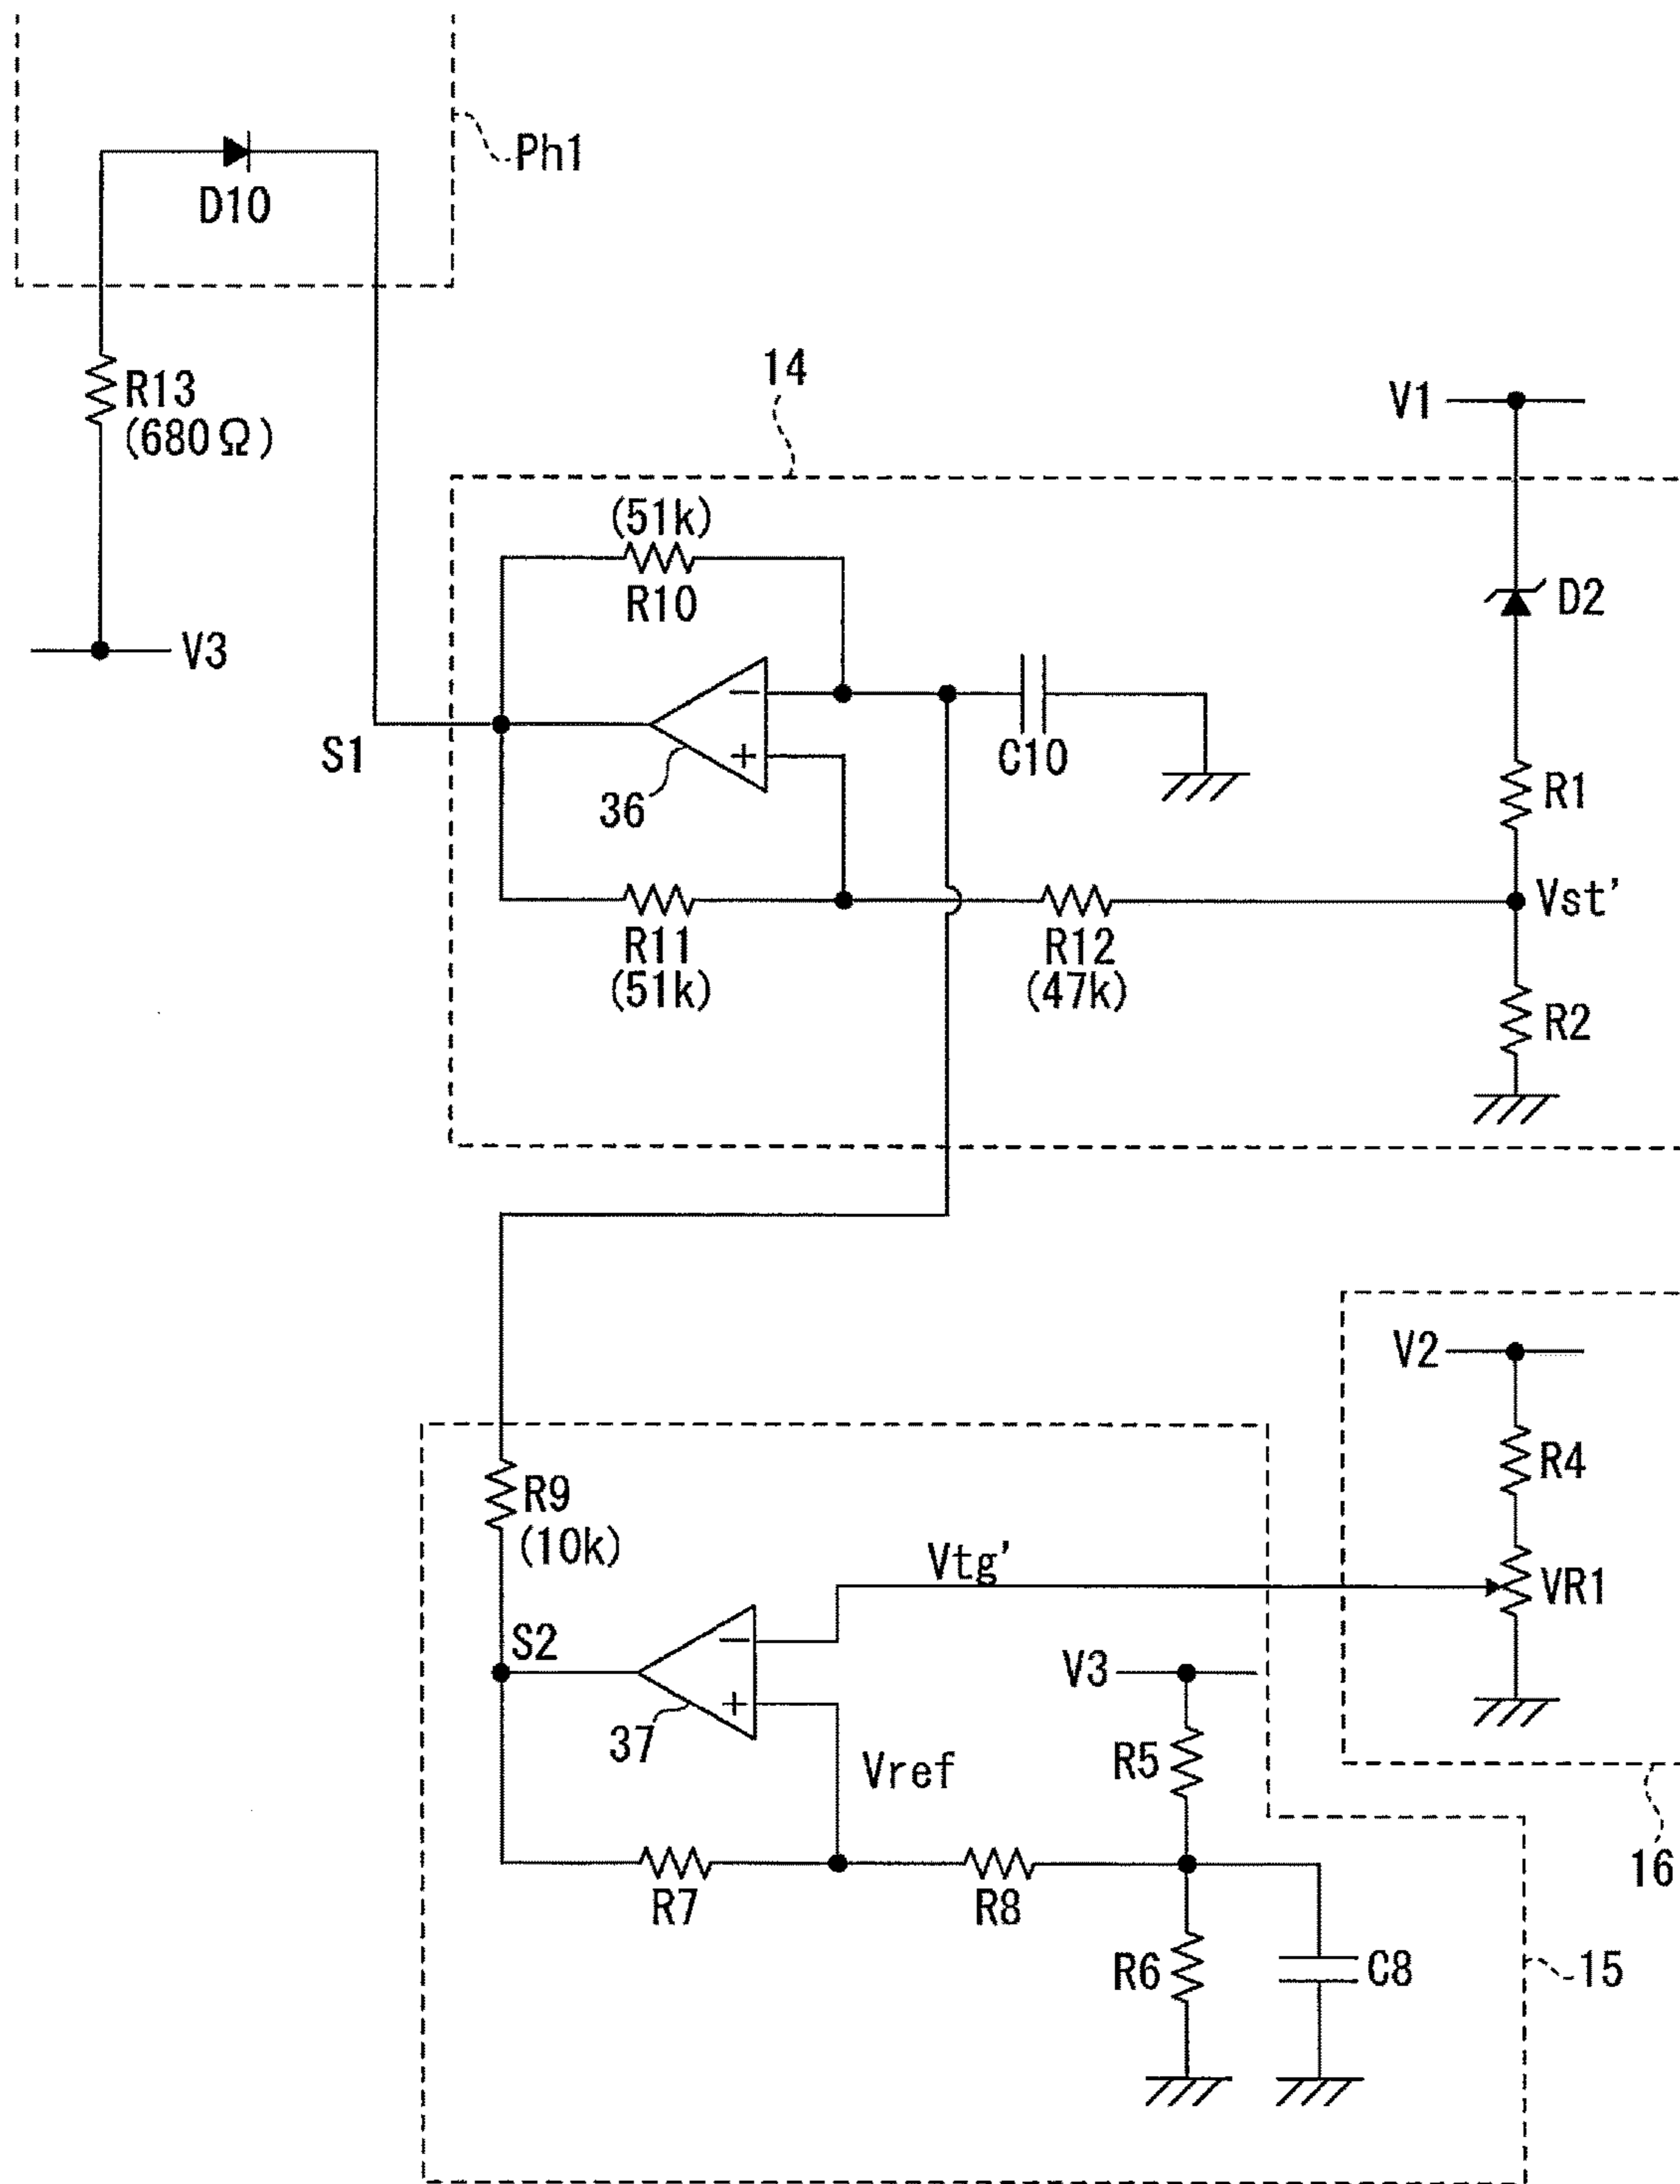 Ph1
D10
R13
(680Ω)
V3
14
V1
(51k)
R10
D2
S1
−
+
36
C10
R1
R11
(51k)
R12
(47k)
Vst'
R2
V2
R4
R9
(10k)
Vtg'
VR1
S2
−
+
37
V3
R5
Vref
16
R7
R8
R6
C8
15